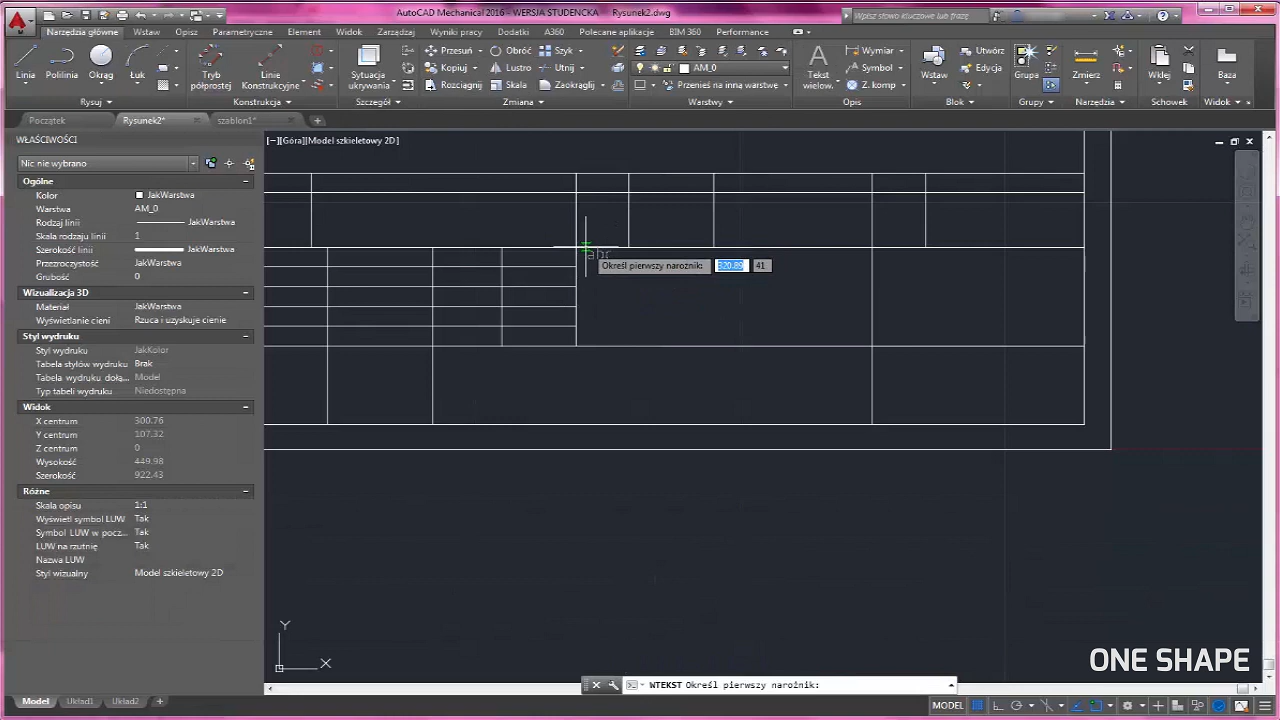 AutoCAD Mechanical 2016 - WERSJA STUDENCKA Rysunek2.dwg
Wpisz słowo kluczowe lub frazę
Narzędzia główne Wstaw Opisz Parametryczne Element Widok Wyniki pracy Zarządzaj Dodatki A360 Polecane aplikacje BIM 360 Performance
Linia Polilinia Okrąg Łuk
Tryb półprostej Linie Konstrukcyjne
Sytuacja ukrywania
Przesuń Obróć Szyk
Kopiuj Lustro Utnij
Rozciągnij Skala Zaokrąglij
AM_0
Przenieś na inną warstwę
Tekst wielow.
Wymiar
Symbol
Z. komp
Wstaw Utwórz
Edycja
Grupa Zmierz Wklej Baza
Rysuj Konstrukcja Szczegół Zmiana Warstwy Opis Blok Grupy Narzędzia Schowek Widok
Początek Rysunek2* szablon1*
WŁAŚCIWOŚCI
[−][Góra][Model szkieletowy 2D]
Nic nie wybrano
Ogólne
Kolor JakWarstwa
Warstwa AM_0
Rodzaj linii JakWarstwa
Skala rodzaju linii 1
Szerokość linii JakWarstwa
Przezroczystość JakWarstwa
Grubość 0
Wizualizacja 3D
Materiał JakWarstwa
Wyświetlanie cieni Rzuca i uzyskuje cienie
Styl wydruku
Styl wydruku JakKolor
Tabela stylów wydruku Brak
Tabela wydruku dołą... Model
Typ tabeli wydruku Niedostępna
Widok
X centrum 300.76
Y centrum 107.32
Z centrum 0
Wysokość 449.98
Szerokość 922.43
Różne
Skala opisu 1:1
Wyświetl symbol LUW Tak
Symbol LUW w pocz... Tak
LUW na rzutnię Tak
Nazwa LUW
Styl wizualny Model szkieletowy 2D
abc
Określ pierwszy narożnik: 41
Y
X
ONE SHAPE
WTEKST Określ pierwszy narożnik:
Model Układ1 Układ2
MODEL